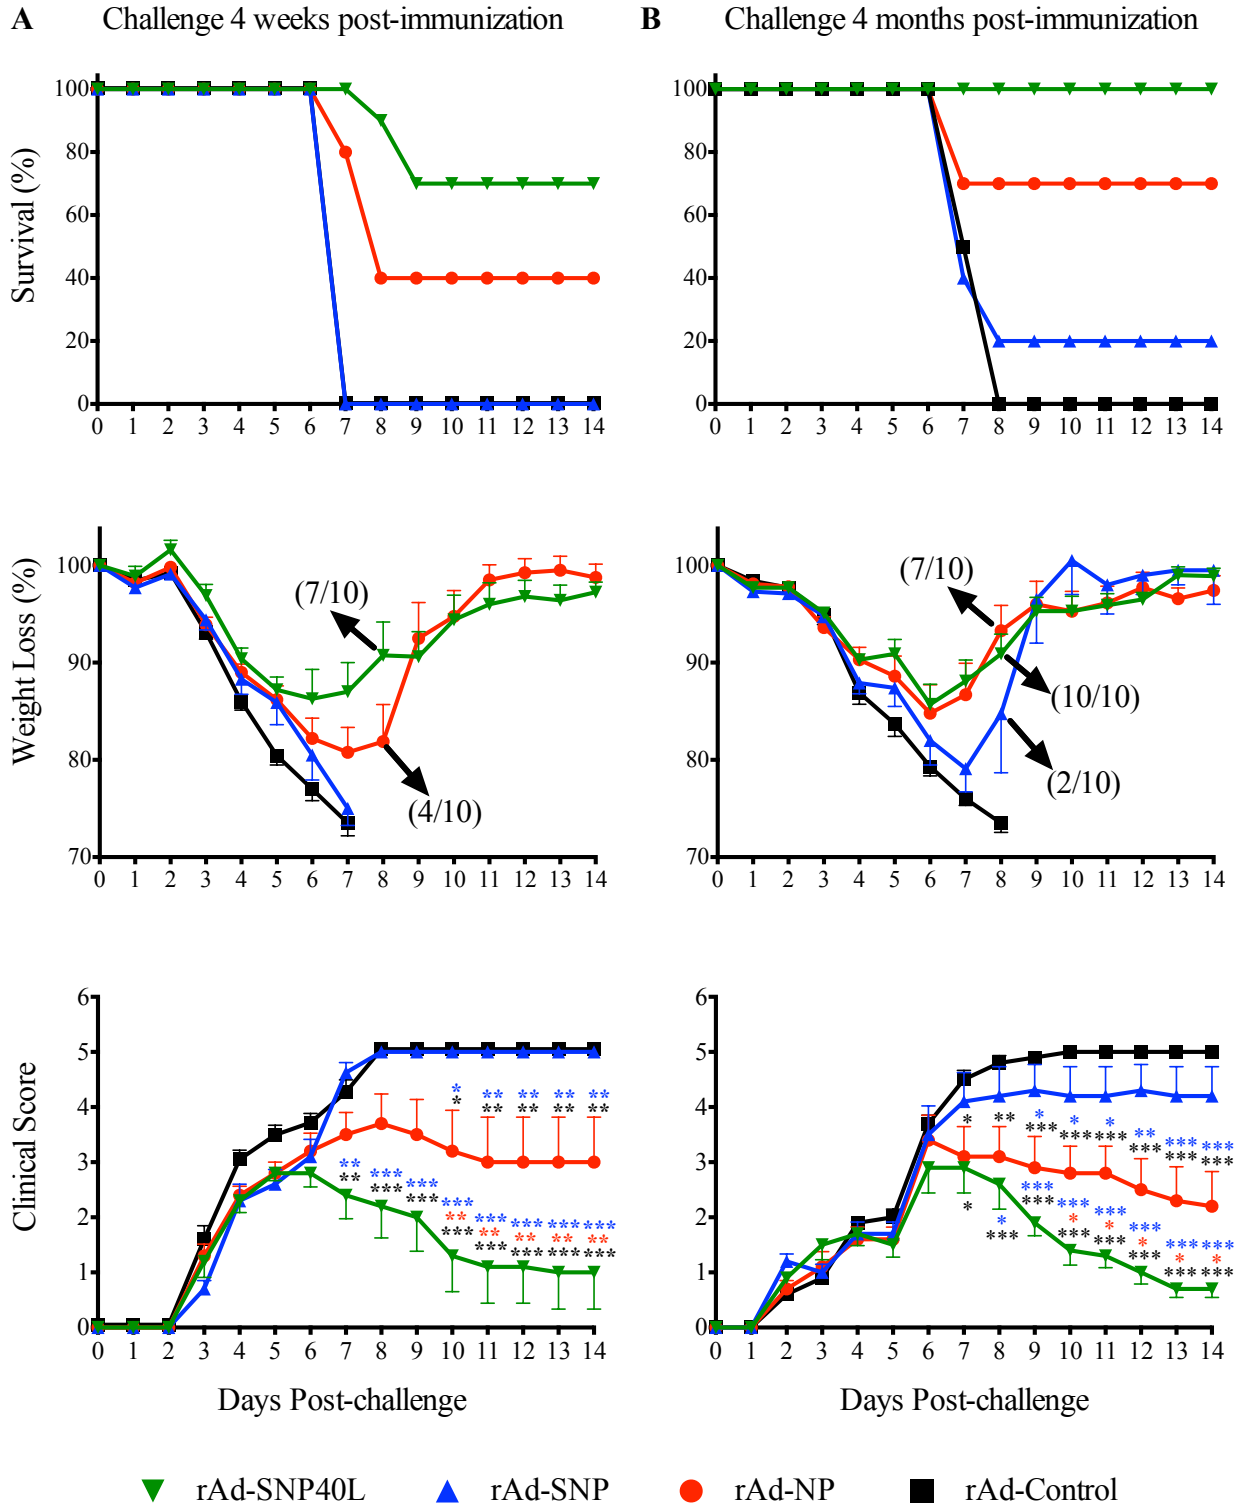 A Challenge 4 weeks post-immunization
B Challenge 4 months post-immunization
Survival (%)
100
80
60
40
20
0
0 1 2 3 4 5 6 7 8 9 10 11 12 13 14
100
80
60
40
20
0
0 1 2 3 4 5 6 7 8 9 10 11 12 13 14
Weight Loss (%)
100
90
80
70
(7/10)
(4/10)
0 1 2 3 4 5 6 7 8 9 10 11 12 13 14
100
90
80
70
(7/10)
(10/10)
(2/10)
0 1 2 3 4 5 6 7 8 9 10 11 12 13 14
Clinical Score
6
5
4
3
2
1
0
* ** ** ** **
* ** ** ** **
** *** *** *** *** *** *** ***
** ** ** ** **
** *** *** *** *** *** *** ***
0 1 2 3 4 5 6 7 8 9 10 11 12 13 14
Days Post-challenge
6
5
4
3
2
1
0
* * * ** *** ***
* ** *** *** *** *** *** ***
* *** *** *** *** *** ***
* * * * *
* *** *** *** *** *** *** ***
0 1 2 3 4 5 6 7 8 9 10 11 12 13 14
Days Post-challenge
rAd-SNP40L rAd-SNP rAd-NP rAd-Control